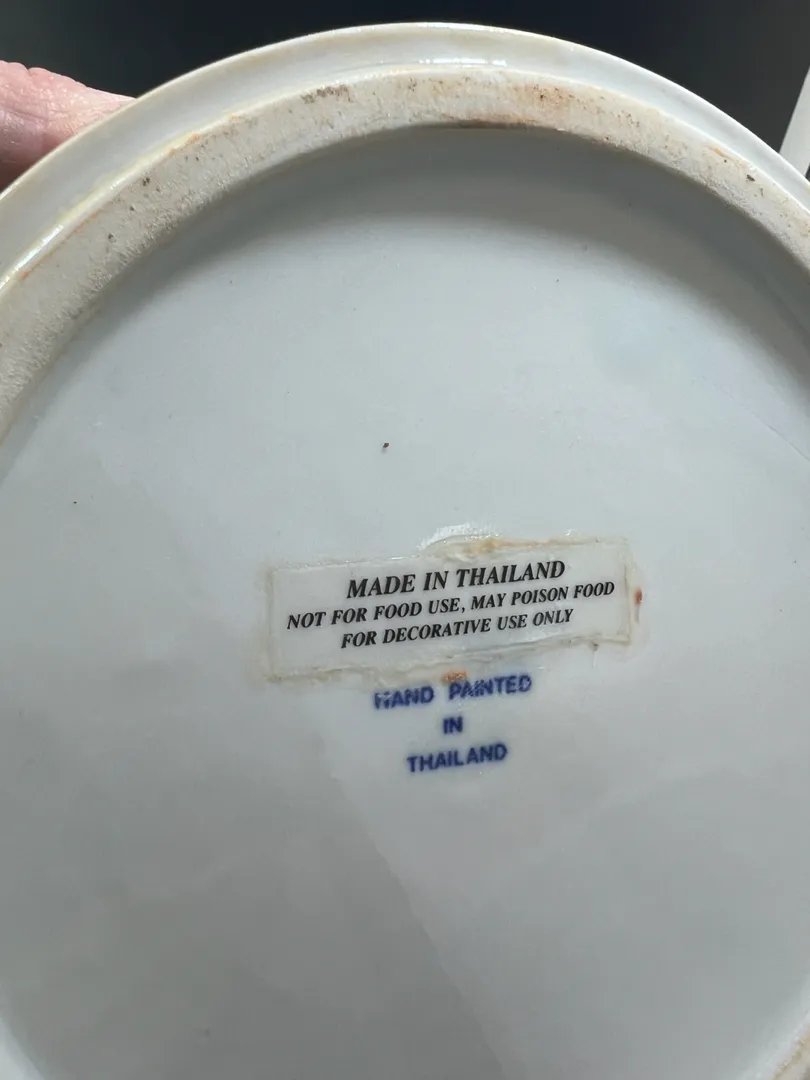 MADE IN THAILAND
NOT FOR FOOD USE, MAY POISON FOOD
FOR DECORATIVE USE ONLY
HAND PAINTED
IN
THAILAND